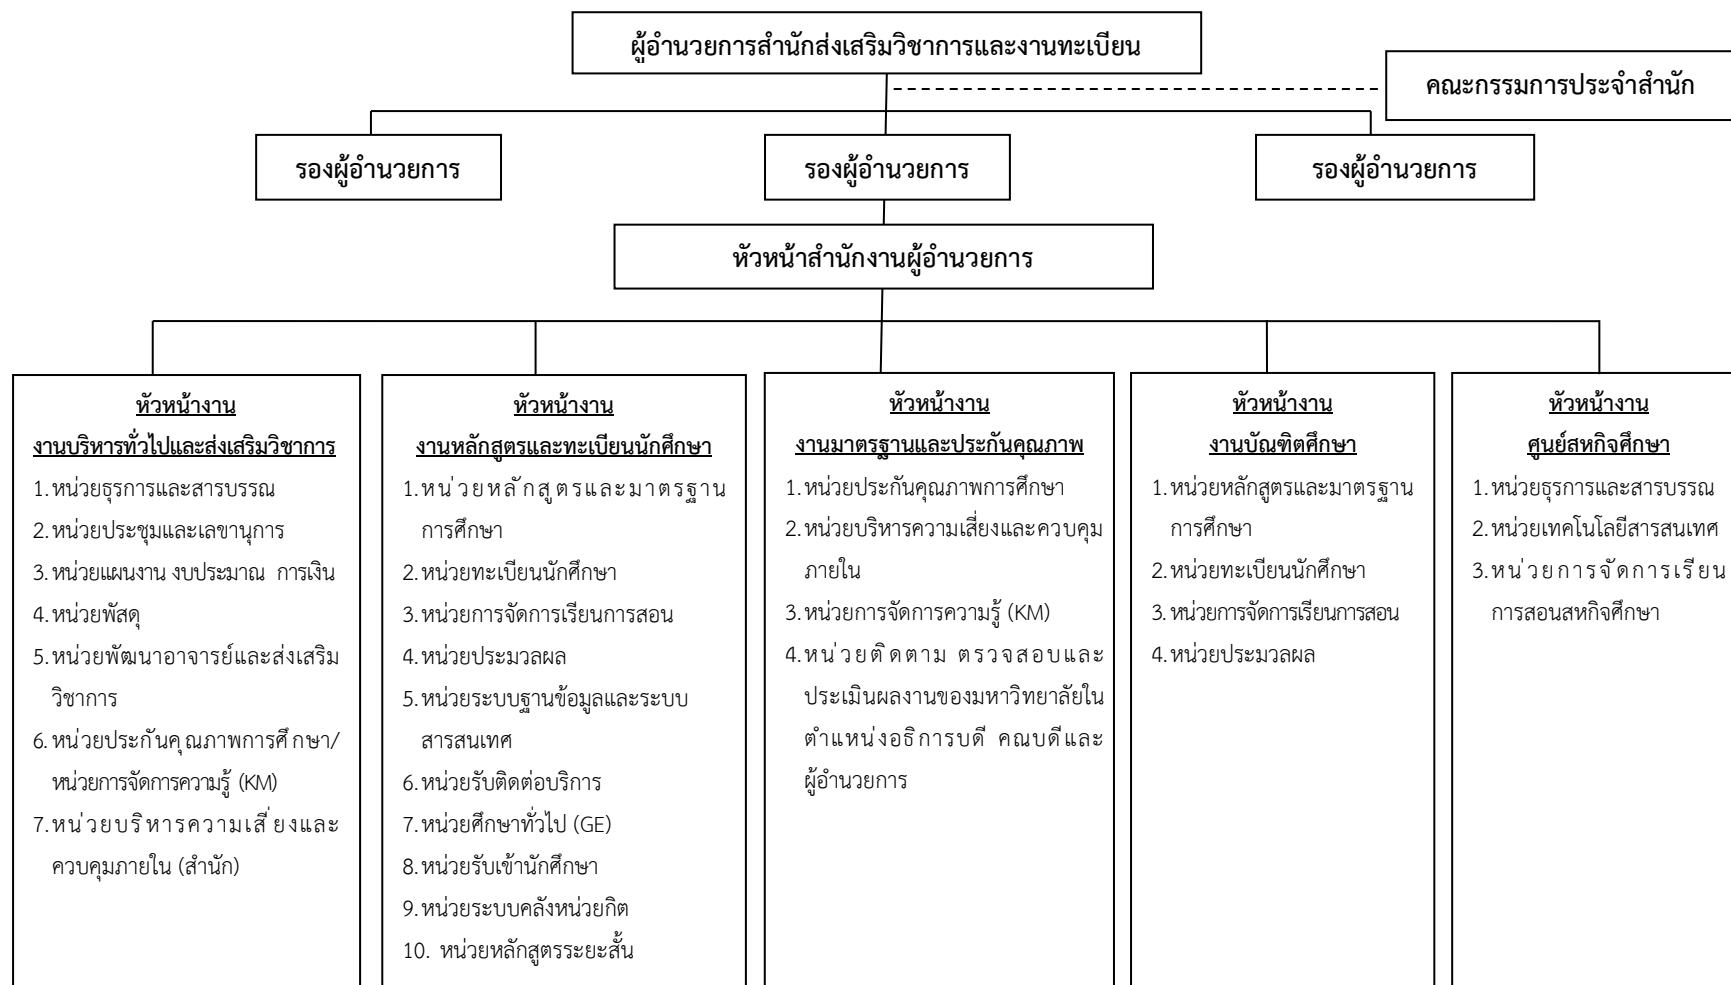 ผู้อำนวยการสำนักส่งเสริมวิชาการและงานทะเบียน
คณะกรรมการประจำสำนัก
รองผู้อำนวยการ
รองผู้อำนวยการ
รองผู้อำนวยการ
หัวหน้าสำนักงานผู้อำนวยการ
หัวหน้างาน
งานบริหารทั่วไปและส่งเสริมวิชาการ
1. หน่วยธุรการและสารบรรณ
2. หน่วยประชุมและเลขานุการ
3. หน่วยแผนงาน งบประมาณ การเงิน
4. หน่วยพัสดุ
5. หน่วยพัฒนาอาจารย์และส่งเสริม
วิชาการ
6. หน่วยประกันคุณภาพการศึกษา/
หน่วยการจัดการความรู้ (KM)
7. หน่วยบริหารความเสี่ยงและ
ควบคุมภายใน (สำนัก)
หัวหน้างาน
งานหลักสูตรและทะเบียนนักศึกษา
1. หน่วยหลักสูตรและมาตรฐาน
การศึกษา
2. หน่วยทะเบียนนักศึกษา
3. หน่วยการจัดการเรียนการสอน
4. หน่วยประมวลผล
5. หน่วยระบบฐานข้อมูลและระบบ
สารสนเทศ
6. หน่วยรับติดต่อบริการ
7. หน่วยศึกษาทั่วไป (GE)
8. หน่วยรับเข้านักศึกษา
9. หน่วยระบบคลังหน่วยกิต
10. หน่วยหลักสูตรระยะสั้น
หัวหน้างาน
งานมาตรฐานและประกันคุณภาพ
1. หน่วยประกันคุณภาพการศึกษา
2. หน่วยบริหารความเสี่ยงและควบคุม
ภายใน
3. หน่วยการจัดการความรู้ (KM)
4. หน่วยติดตาม ตรวจสอบและ
ประเมินผลงานของมหาวิทยาลัยใน
ตำแหน่งอธิการบดี คณบดีและ
ผู้อำนวยการ
หัวหน้างาน
งานบัณฑิตศึกษา
1. หน่วยหลักสูตรและมาตรฐาน
การศึกษา
2. หน่วยทะเบียนนักศึกษา
3. หน่วยการจัดการเรียนการสอน
4. หน่วยประมวลผล
หัวหน้างาน
ศูนย์สหกิจศึกษา
1. หน่วยธุรการและสารบรรณ
2. หน่วยเทคโนโลยีสารสนเทศ
3. หน่วยการจัดการเรียน
การสอนสหกิจศึกษา